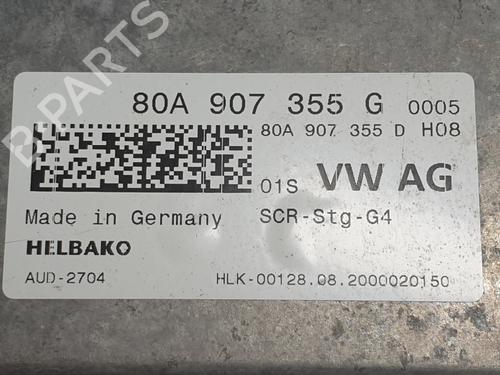 80A 907 355 G 0005
80A 907 355 D H08
01S VW AG
Made in Germany SCR-Stg-G4
HELBAKO
AUD-2704 HLK-00128.08.2000020150
B-PARTS